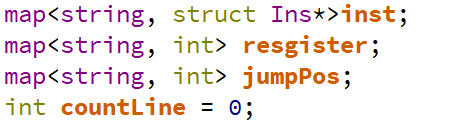 map<string, struct Ins*>inst;
map<string, int> resgister;
map<string, int> jumpPos;
int countLine = 0;